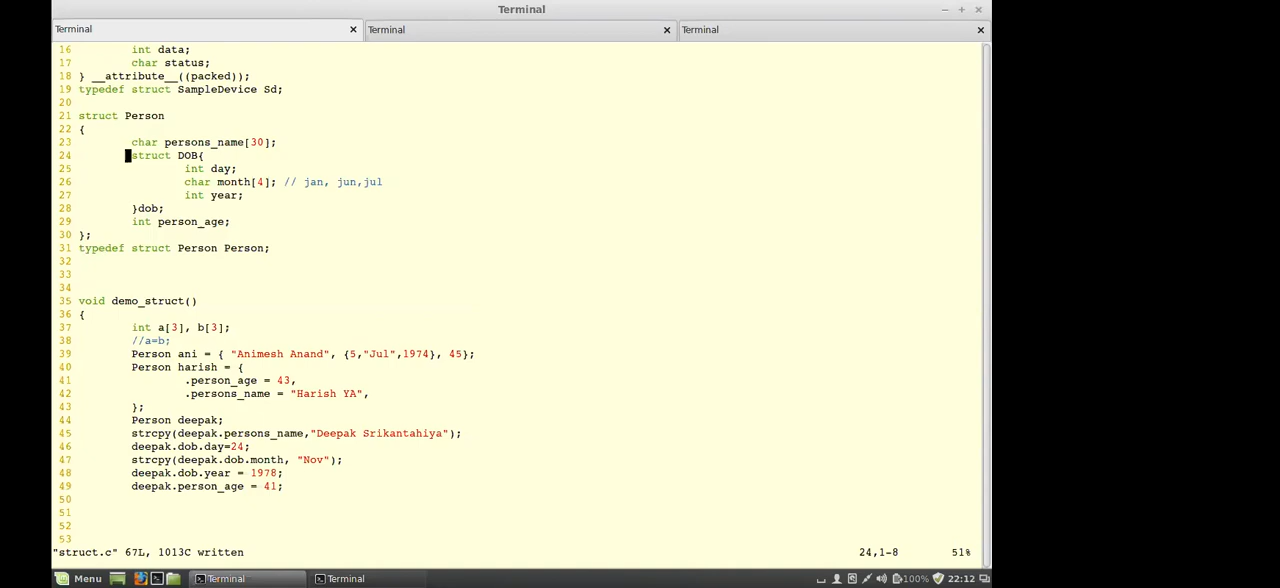 Terminal
Terminal
Terminal
Terminal
16 int data;
17 char status;
18 } __attribute__((packed));
19 typedef struct SampleDevice Sd;
20
21 struct Person
22 {
23 char persons_name[30];
24 struct DOB{
25 int day;
26 char month[4]; // jan, jun,jul
27 int year;
28 }dob;
29 int person_age;
30 };
31 typedef struct Person Person;
32
33
34
35 void demo_struct()
36 {
37 int a[3], b[3];
38 //a=b;
39 Person ani = { "Animesh Anand", {5,"Jul",1974}, 45};
40 Person harish = {
41 .person_age = 43,
42 .persons_name = "Harish YA",
43 };
44 Person deepak;
45 strcpy(deepak.persons_name,"Deepak Srikantahiya");
46 deepak.dob.day=24;
47 strcpy(deepak.dob.month, "Nov");
48 deepak.dob.year = 1978;
49 deepak.person_age = 41;
50
51
52
53
"struct.c" 67L, 1013C written 24,1-8 51%
Menu Terminal Terminal 100% 22:12